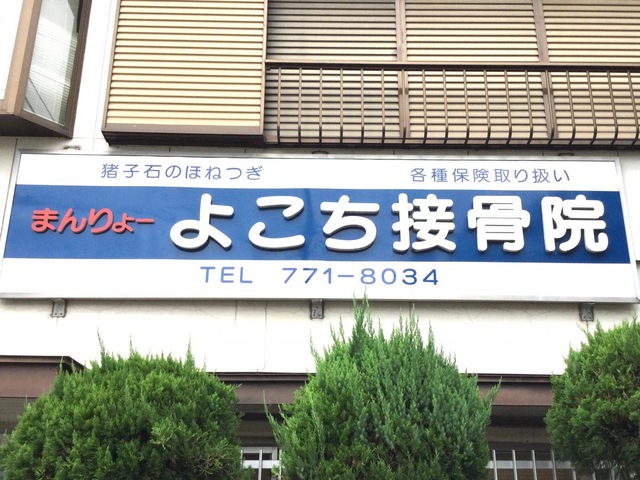 猪子石のほねつぎ 各種保険取り扱い
まんりょー よこち接骨院
TEL 771-8034